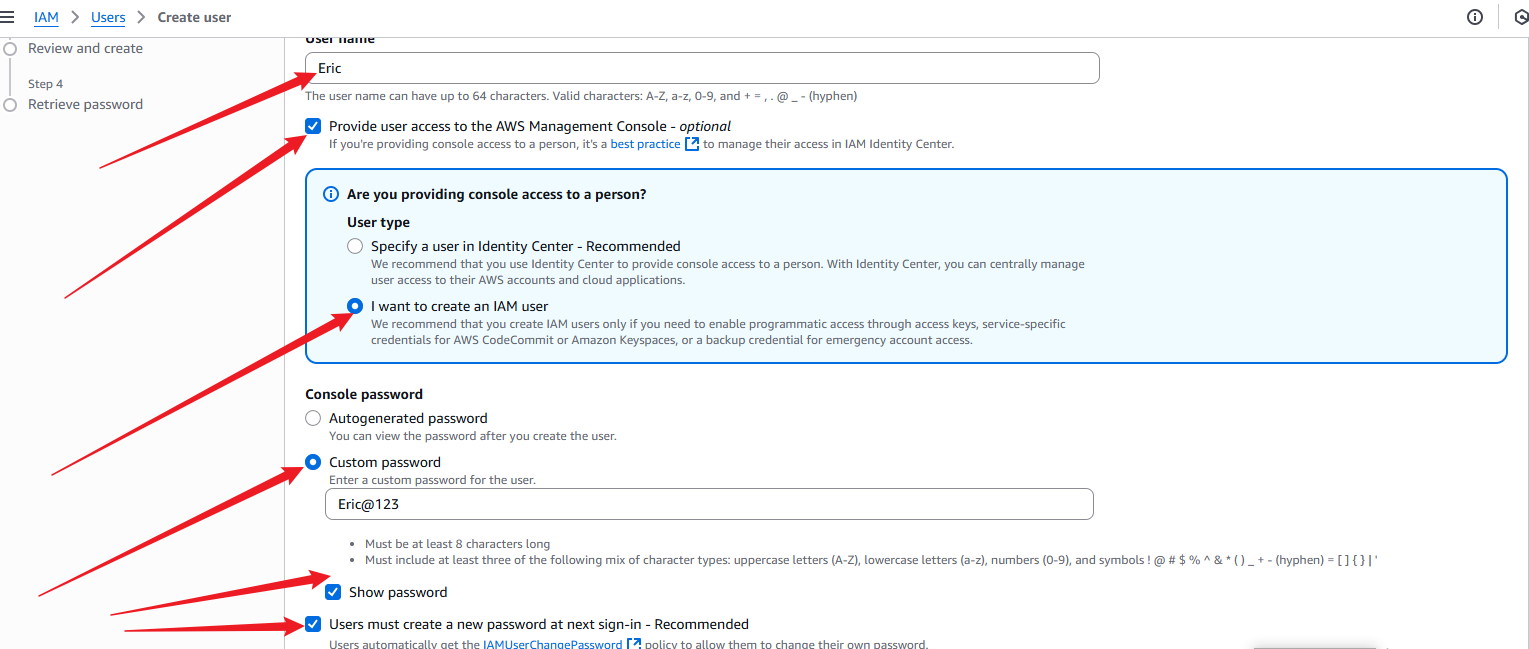 IAM > Users > Create user
Review and create
Step 4
Retrieve password
User name
Eric
The user name can have up to 64 characters. Valid characters: A-Z, a-z, 0-9, and + = , . @ _ - (hyphen)
Provide user access to the AWS Management Console - optional
If you're providing console access to a person, it's a best practice to manage their access in IAM Identity Center.
Are you providing console access to a person?
User type
Specify a user in Identity Center - Recommended
We recommend that you use Identity Center to provide console access to a person. With Identity Center, you can centrally manage
user access to their AWS accounts and cloud applications.
I want to create an IAM user
We recommend that you create IAM users only if you need to enable programmatic access through access keys, service-specific
credentials for AWS CodeCommit or Amazon Keyspaces, or a backup credential for emergency account access.
Console password
Autogenerated password
You can view the password after you create the user.
Custom password
Enter a custom password for the user.
Eric@123
• Must be at least 8 characters long
• Must include at least three of the following mix of character types: uppercase letters (A-Z), lowercase letters (a-z), numbers (0-9), and symbols ! @ # $ % ^ & * ( ) _ + - (hyphen) = [ ] { } | '
Show password
Users must create a new password at next sign-in - Recommended
Users automatically get the IAMUserChangePassword policy to allow them to change their own password.